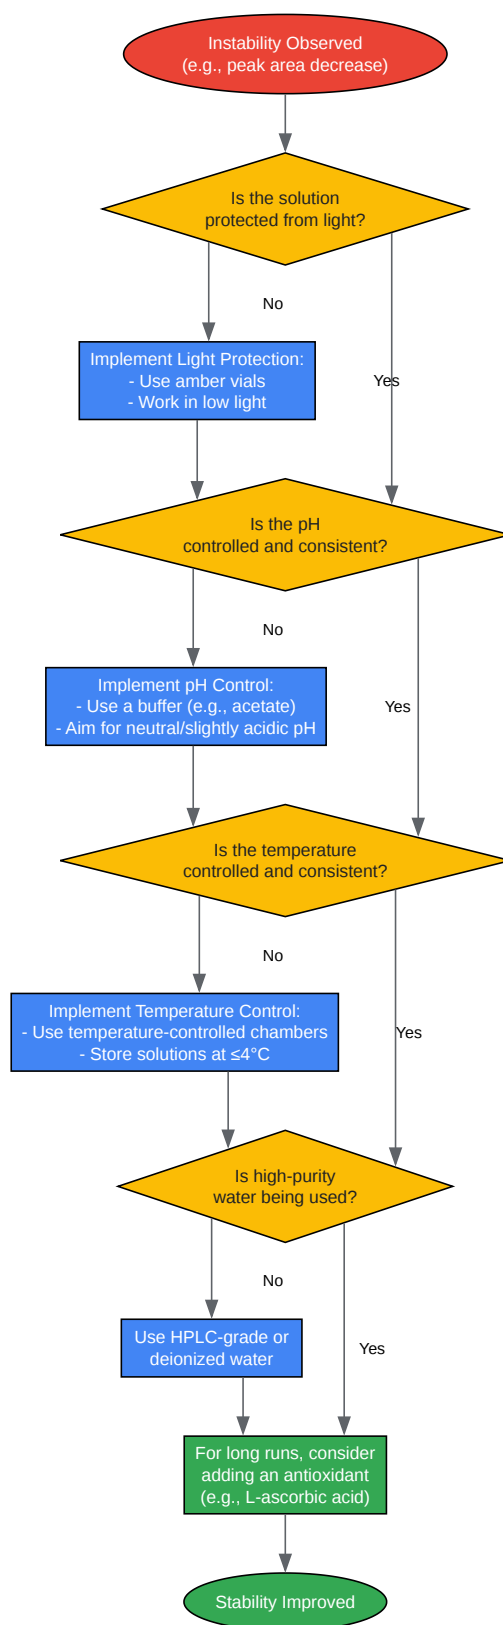 Instability Observed
(e.g., peak area decrease)
Is the solution
protected from light?
No
Implement Light Protection:
- Use amber vials
- Work in low light
Yes
Is the pH
controlled and consistent?
No
Implement pH Control:
- Use a buffer (e.g., acetate)
- Aim for neutral/slightly acidic pH
Yes
Is the temperature
controlled and consistent?
No
Implement Temperature Control:
- Use temperature-controlled chambers
- Store solutions at ≤4°C
Yes
Is high-purity
water being used?
No
Use HPLC-grade or
deionized water
Yes
For long runs, consider
adding an antioxidant
(e.g., L-ascorbic acid)
Stability Improved